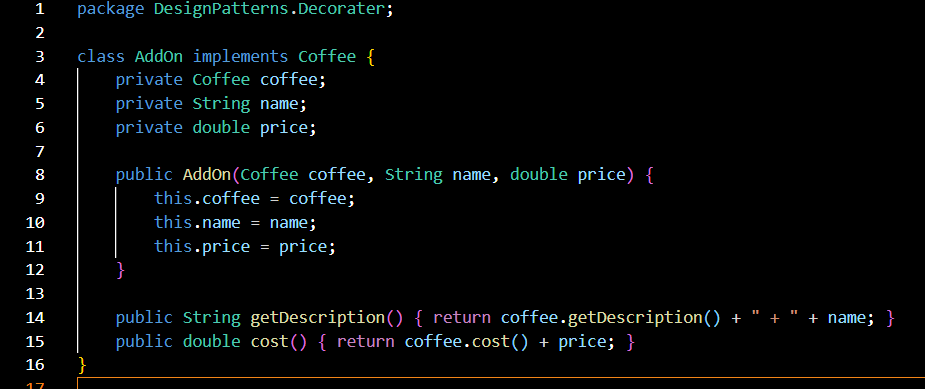 1 package DesignPatterns.Decorater;
2
3 class AddOn implements Coffee {
4 private Coffee coffee;
5 private String name;
6 private double price;
7
8 public AddOn(Coffee coffee, String name, double price) {
9 this.coffee = coffee;
10 this.name = name;
11 this.price = price;
12 }
13
14 public String getDescription() { return coffee.getDescription() + " + " + name; }
15 public double cost() { return coffee.cost() + price; }
16 }
17